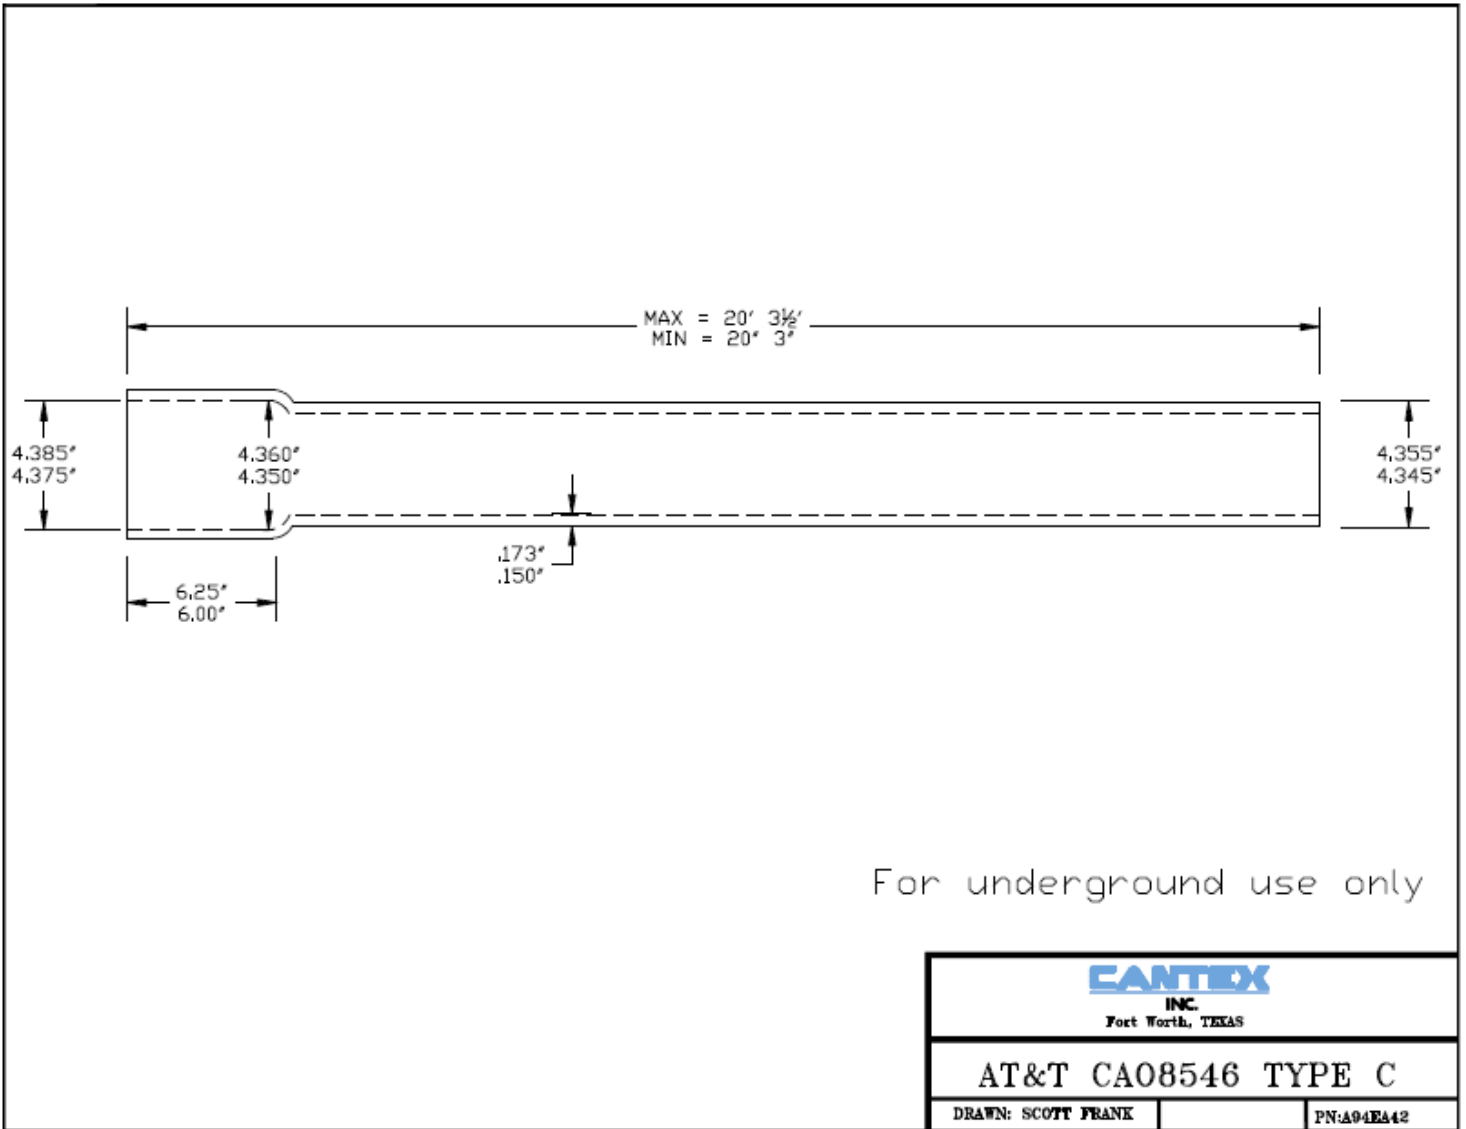 MAX = 20' 3½'
MIN = 20" 3"
4.385"
4.375"
4.360"
4.350"
4.355"
4.345"
.173"
.150"
6.25"
6.00"
For underground use only
CANTEX
INC.
Fort Worth, TEXAS
AT&T CAO8546 TYPE C
DRAWN: SCOTT FRANK
PN:A94EA42